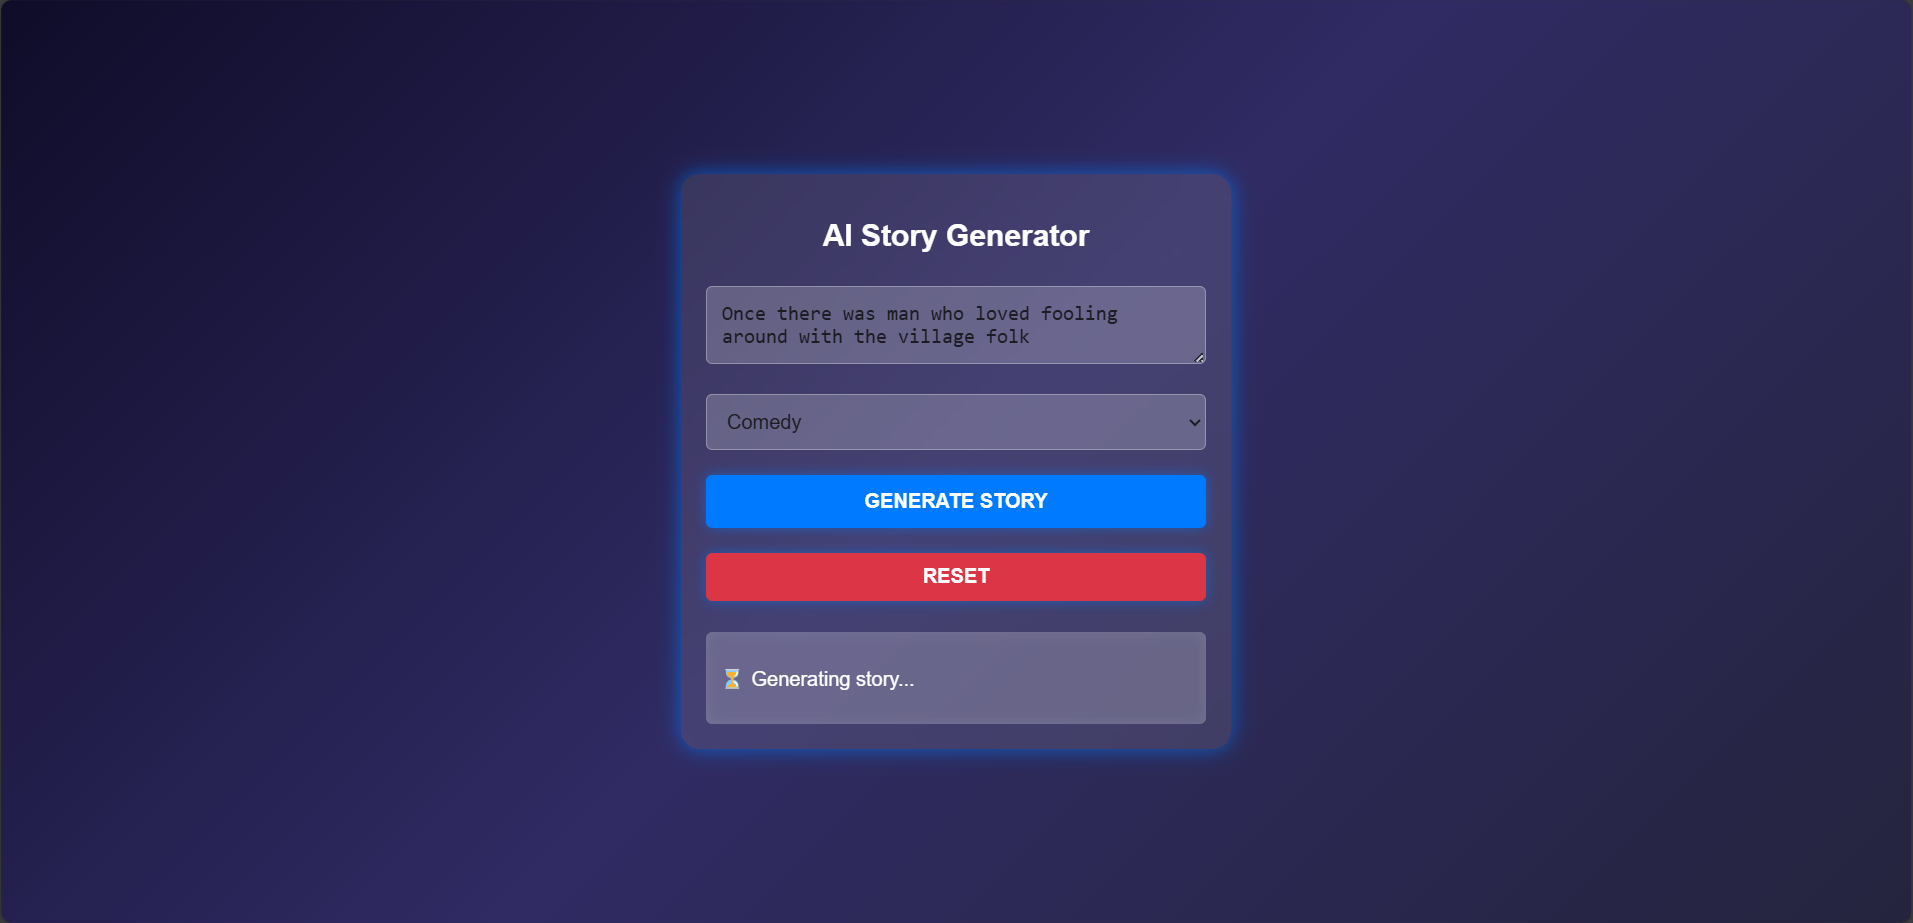 AI Story Generator
Once there was man who loved fooling
around with the village folk
Comedy
GENERATE STORY
RESET
⏳ Generating story...